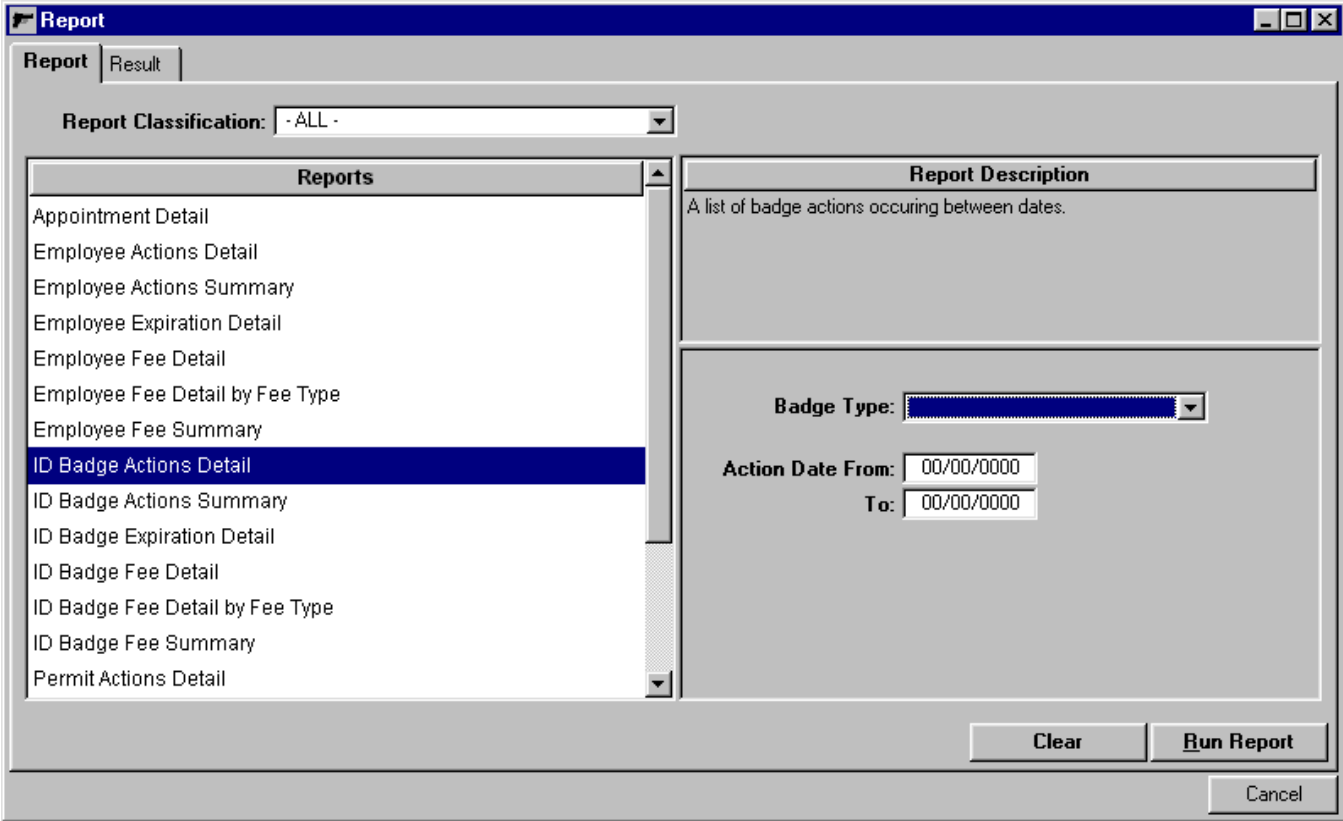 Report
Report Result
Report Classification: - ALL -
Reports
Appointment Detail
Employee Actions Detail
Employee Actions Summary
Employee Expiration Detail
Employee Fee Detail
Employee Fee Detail by Fee Type
Employee Fee Summary
ID Badge Actions Detail
ID Badge Actions Summary
ID Badge Expiration Detail
ID Badge Fee Detail
ID Badge Fee Detail by Fee Type
ID Badge Fee Summary
Permit Actions Detail
Report Description
A list of badge actions occuring between dates.
Badge Type:
Action Date From: 00/00/0000
To: 00/00/0000
Clear Run Report
Cancel